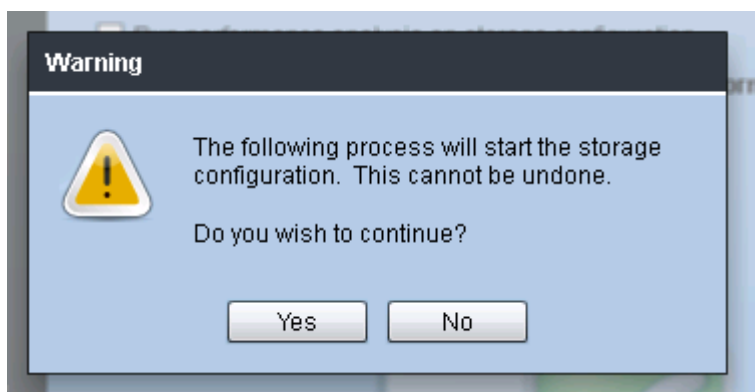 Warning
The following process will start the storage
configuration.  This cannot be undone.
Do you wish to continue?
Yes
No